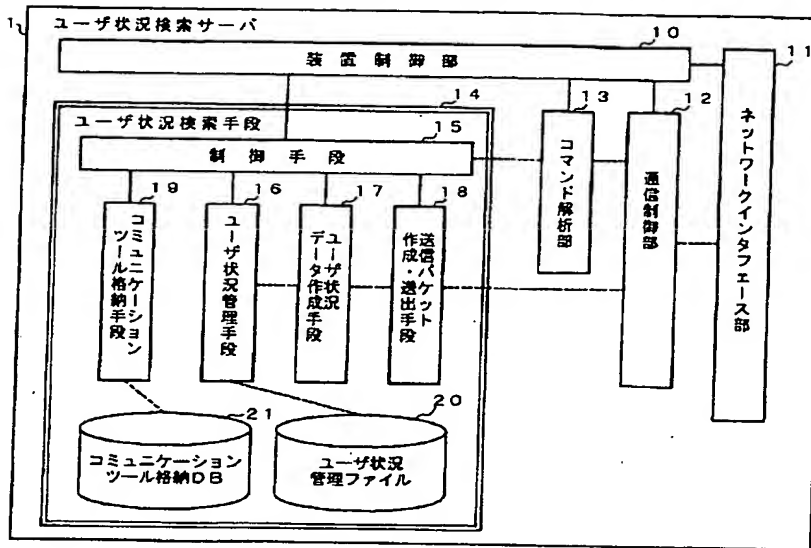 1
ユーザ状況検索サーバ
10
装置制御部
11
ネットワークインタフェース部
14
13
12
ユーザ状況検索手段
15
制御手段
コマンド解析部
通信制御部
19
16
17
18
コミュニケーション
ツール格納手段
ユーザ状況管理手段
ユーザ状況
データ作成手段
送信パケット
作成・送出手段
21
20
コミュニケーション
ツール格納DB
ユーザ状況
管理ファイル